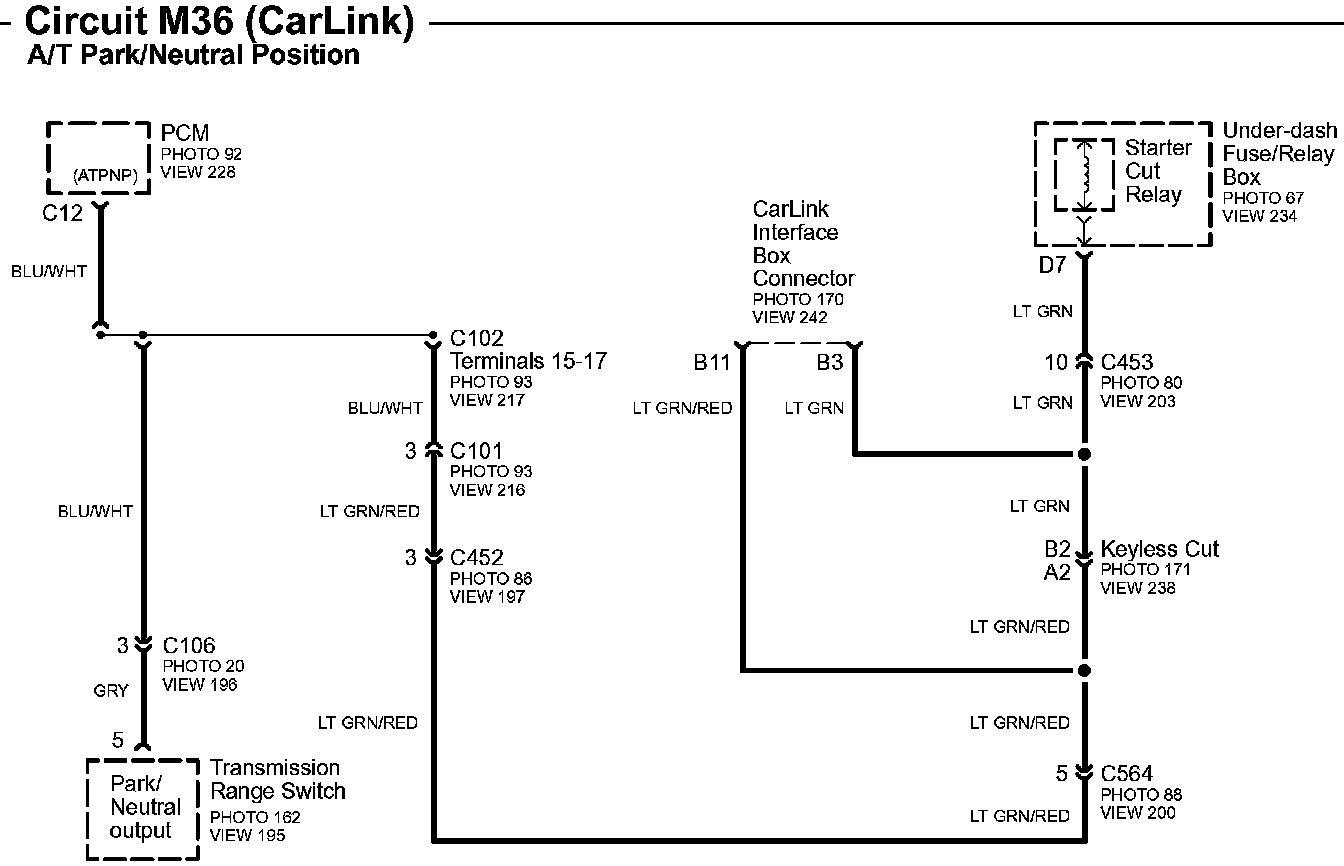 Circuit M36 (CarLink)
A/T Park/Neutral Position
PCM
PHOTO 92
VIEW 228
(ATPNP)
C12
BLU/WHT
C102
Terminals 15-17
PHOTO 93
VIEW 217
BLU/WHT
3
C101
PHOTO 93
VIEW 216
BLU/WHT
LT GRN/RED
3
C452
PHOTO 86
VIEW 197
3
C106
PHOTO 20
VIEW 196
GRY
LT GRN/RED
5
Park/
Neutral
output
Transmission
Range Switch
PHOTO 162
VIEW 195
CarLink
Interface
Box
Connector
PHOTO 170
VIEW 242
B11
B3
LT GRN/RED
LT GRN
Starter
Cut
Relay
Under-dash
Fuse/Relay
Box
PHOTO 67
VIEW 234
D7
LT GRN
10
C453
PHOTO 80
VIEW 203
LT GRN
LT GRN
B2
A2
Keyless Cut
PHOTO 171
VIEW 238
LT GRN/RED
LT GRN/RED
5
C564
PHOTO 88
VIEW 200
LT GRN/RED